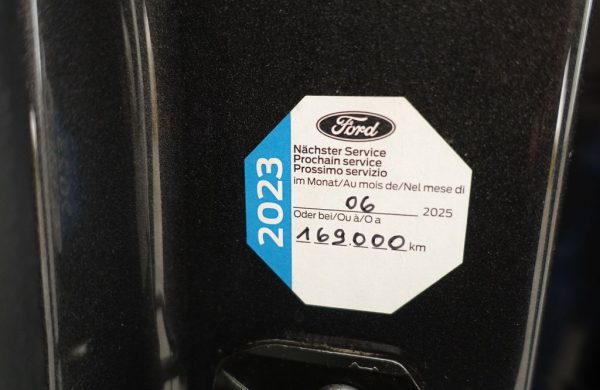 Ford
2023
Nächster Service
Prochain service
Prossimo servizio
im Monat/Au mois de/Nel mese di
06 2025
Oder bei/Ou à/O a
169.000 km